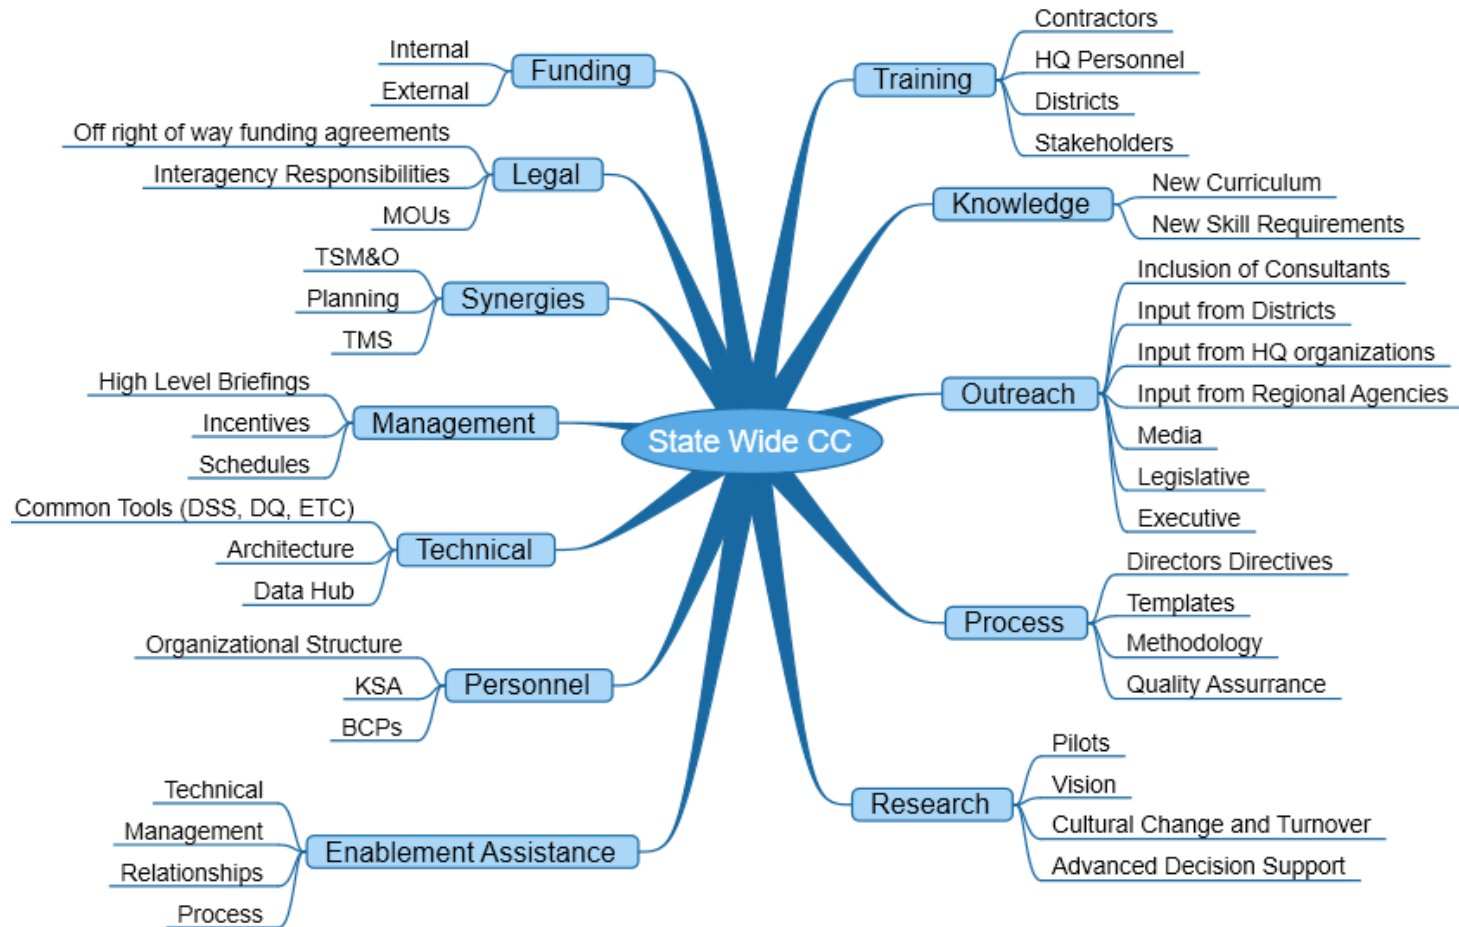 State Wide CC
Funding
Internal
External
Legal
Off right of way funding agreements
Interagency Responsibilities
MOUs
Synergies
TSM&O
Planning
TMS
Management
High Level Briefings
Incentives
Schedules
Technical
Common Tools (DSS, DQ, ETC)
Architecture
Data Hub
Personnel
Organizational Structure
KSA
BCPs
Enablement Assistance
Technical
Management
Relationships
Process
Training
Contractors
HQ Personnel
Districts
Stakeholders
Knowledge
New Curriculum
New Skill Requirements
Outreach
Inclusion of Consultants
Input from Districts
Input from HQ organizations
Input from Regional Agencies
Media
Legislative
Executive
Process
Directors Directives
Templates
Methodology
Quality Assurrance
Research
Pilots
Vision
Cultural Change and Turnover
Advanced Decision Support